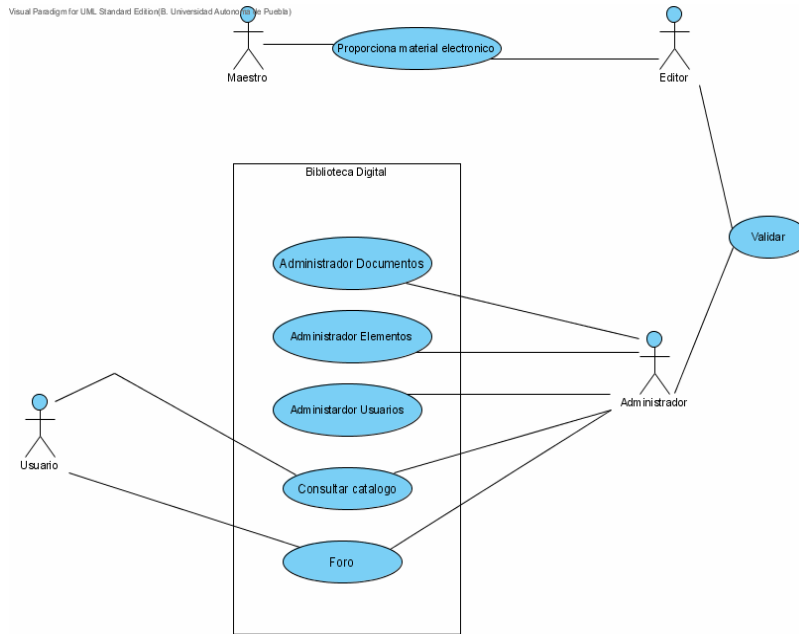 Visual Paradigm for UML Standard Edition(B. Universidad Autonoma de Puebla)
Proporciona material electronico
Maestro
Editor
Biblioteca Digital
Validar
Administrador Documentos
Administrador Elementos
Administardor Usuarios
Administrador
Usuario
Consultar catalogo
Foro